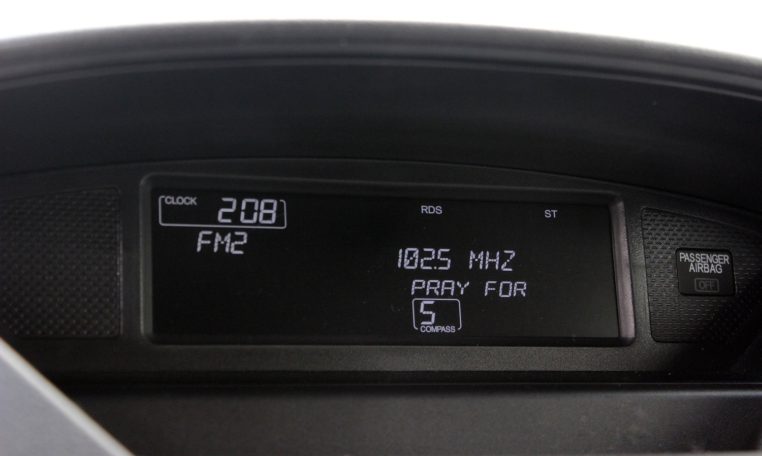 CLOCK 208
RDS ST
FM2
102.5 MHZ
PRAY FOR
S
COMPASS
PASSENGER
AIRBAG
OFF